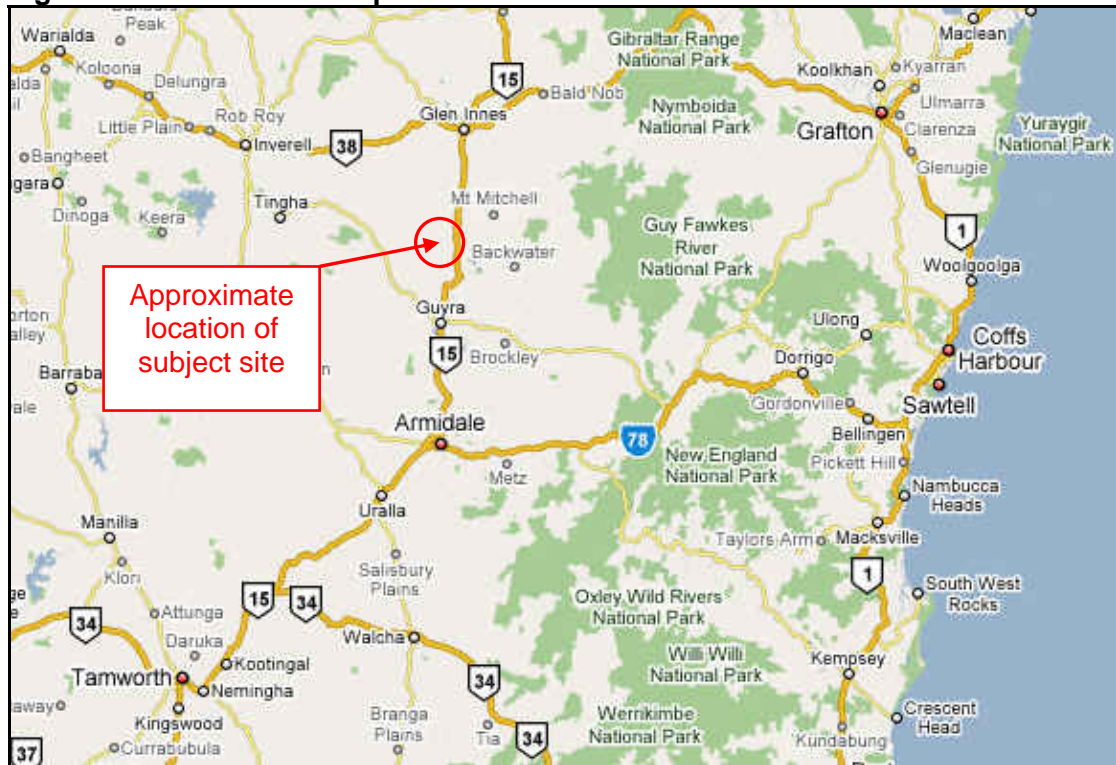 Peak
Warialda
Koloona
Delungra
Little Plain
Rob Roy
Inverell
Bangheet
Dinoga
Keera
Tingha
38
15
Glen Innes
Bald Nob
Gibraltar Range
National Park
Nymboida
National Park
Maclean
Koolkhan
Kyarran
Ulmarra
Grafton
Clarenza
Glenugie
Yuraygir
National Park
Mt Mitchell
Backwater
Guy Fawkes
River
National Park
1
Woolgoolga
Approximate
location of
subject site
Guyra
15
Brockley
Ulong
Coffs
Harbour
Dorrigo
Sawtell
Gordonville
Bellingen
Barraba
Armidale
78
Metz
New England
National Park
Pickett Hill
Nambucca
Heads
Uralla
Manilla
Klori
Taylors Arm
Macksville
1
South West
Rocks
Salisbury
Plains
15
34
34
Attunga
Daruka
Oxley Wild Rivers
National Park
Walcha
Willi Willi
National Park
Kempsey
Kootingal
Tamworth
Nemingha
Kingswood
34
Branga
Plains
Tia
34
Werrikimbe
National Park
Crescent
Head
Kundabung
Currabubula
37